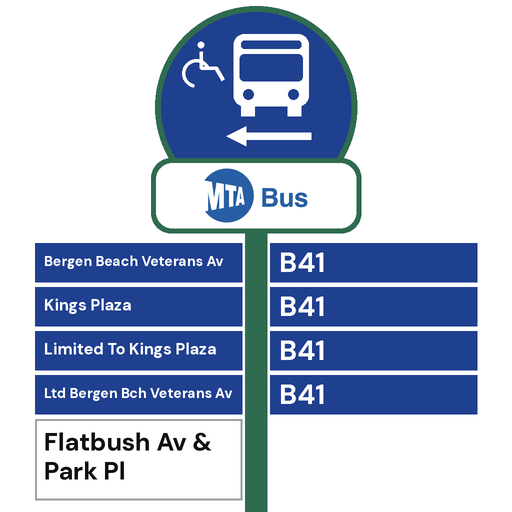 MTA Bus
Bergen Beach Veterans Av B41
Kings Plaza B41
Limited To Kings Plaza B41
Ltd Bergen Bch Veterans Av B41
Flatbush Av &
Park Pl